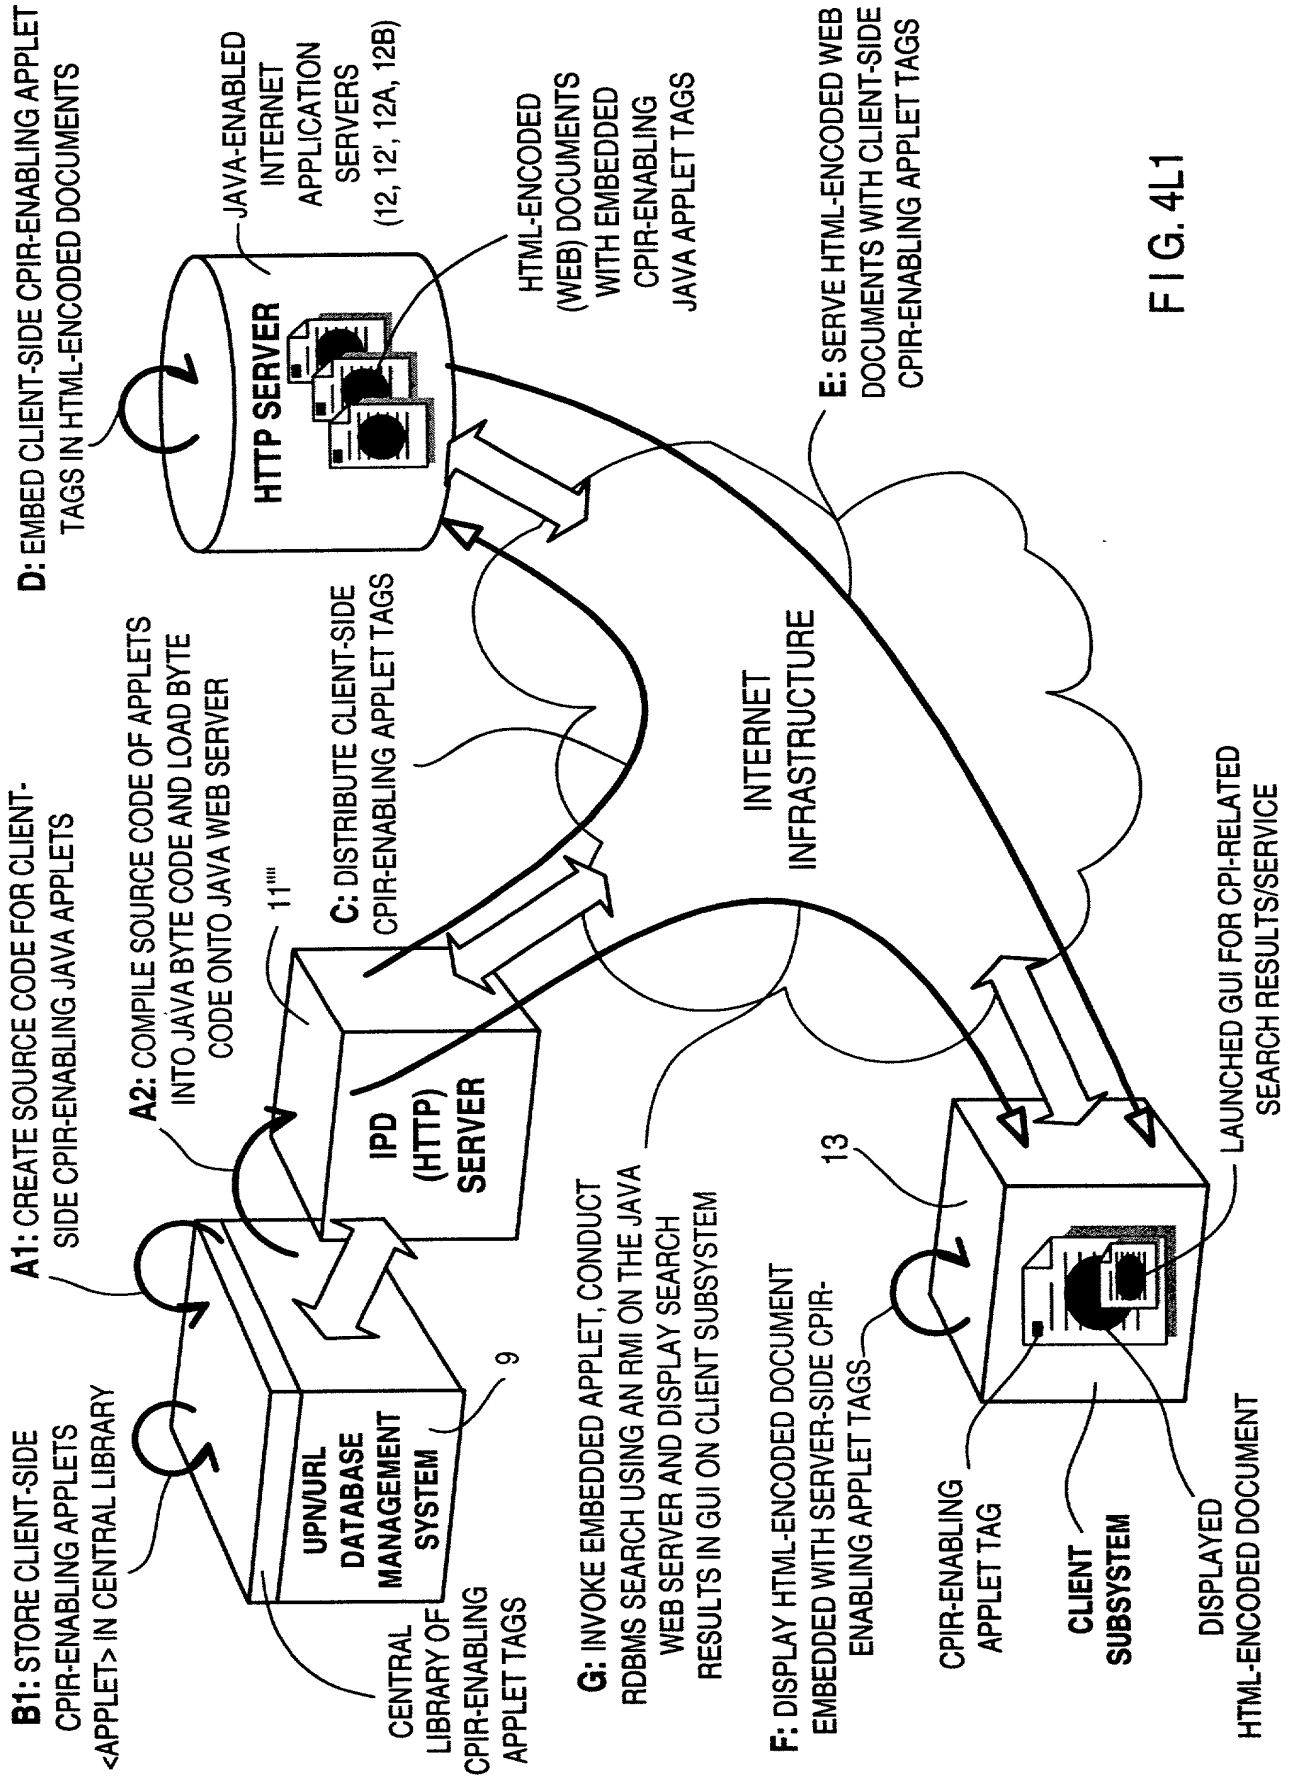 B1: STORE CLIENT-SIDE
CPIR-ENABLING APPLETS
<APPLET> IN CENTRAL LIBRARY
A1: CREATE SOURCE CODE FOR CLIENT-
SIDE CPIR-ENABLING JAVA APPLETS
A2: COMPILE SOURCE CODE OF APPLETS
INTO JAVA BYTE CODE AND LOAD BYTE
CODE ONTO JAVA WEB SERVER
D: EMBED CLIENT-SIDE CPIR-ENABLING APPLET
TAGS IN HTML-ENCODED DOCUMENTS
JAVA-ENABLED
INTERNET
APPLICATION
SERVERS
(12, 12', 12A, 12B)
HTTP SERVER
HTML-ENCODED
(WEB) DOCUMENTS
WITH EMBEDDED
CPIR-ENABLING
JAVA APPLET TAGS
11''''
C: DISTRIBUTE CLIENT-SIDE
CPIR-ENABLING APPLET TAGS
IPD
(HTTP)
SERVER
UPN/URL
DATABASE
MANAGEMENT
SYSTEM
9
CENTRAL
LIBRARY OF
CPIR-ENABLING
APPLET TAGS
G: INVOKE EMBEDDED APPLET, CONDUCT
RDBMS SEARCH USING AN RMI ON THE JAVA
WEB SERVER AND DISPLAY SEARCH
RESULTS IN GUI ON CLIENT SUBSYSTEM
INTERNET
INFRASTRUCTURE
E: SERVE HTML-ENCODED WEB
DOCUMENTS WITH CLIENT-SIDE
CPIR-ENABLING APPLET TAGS
F: DISPLAY HTML-ENCODED DOCUMENT
EMBEDDED WITH SERVER-SIDE CPIR-
ENABLING APPLET TAGS
13
CPIR-ENABLING
APPLET TAG
CLIENT
SUBSYSTEM
DISPLAYED
HTML-ENCODED DOCUMENT
LAUNCHED GUI FOR CPI-RELATED
SEARCH RESULTS/SERVICE
FIG. 4L1